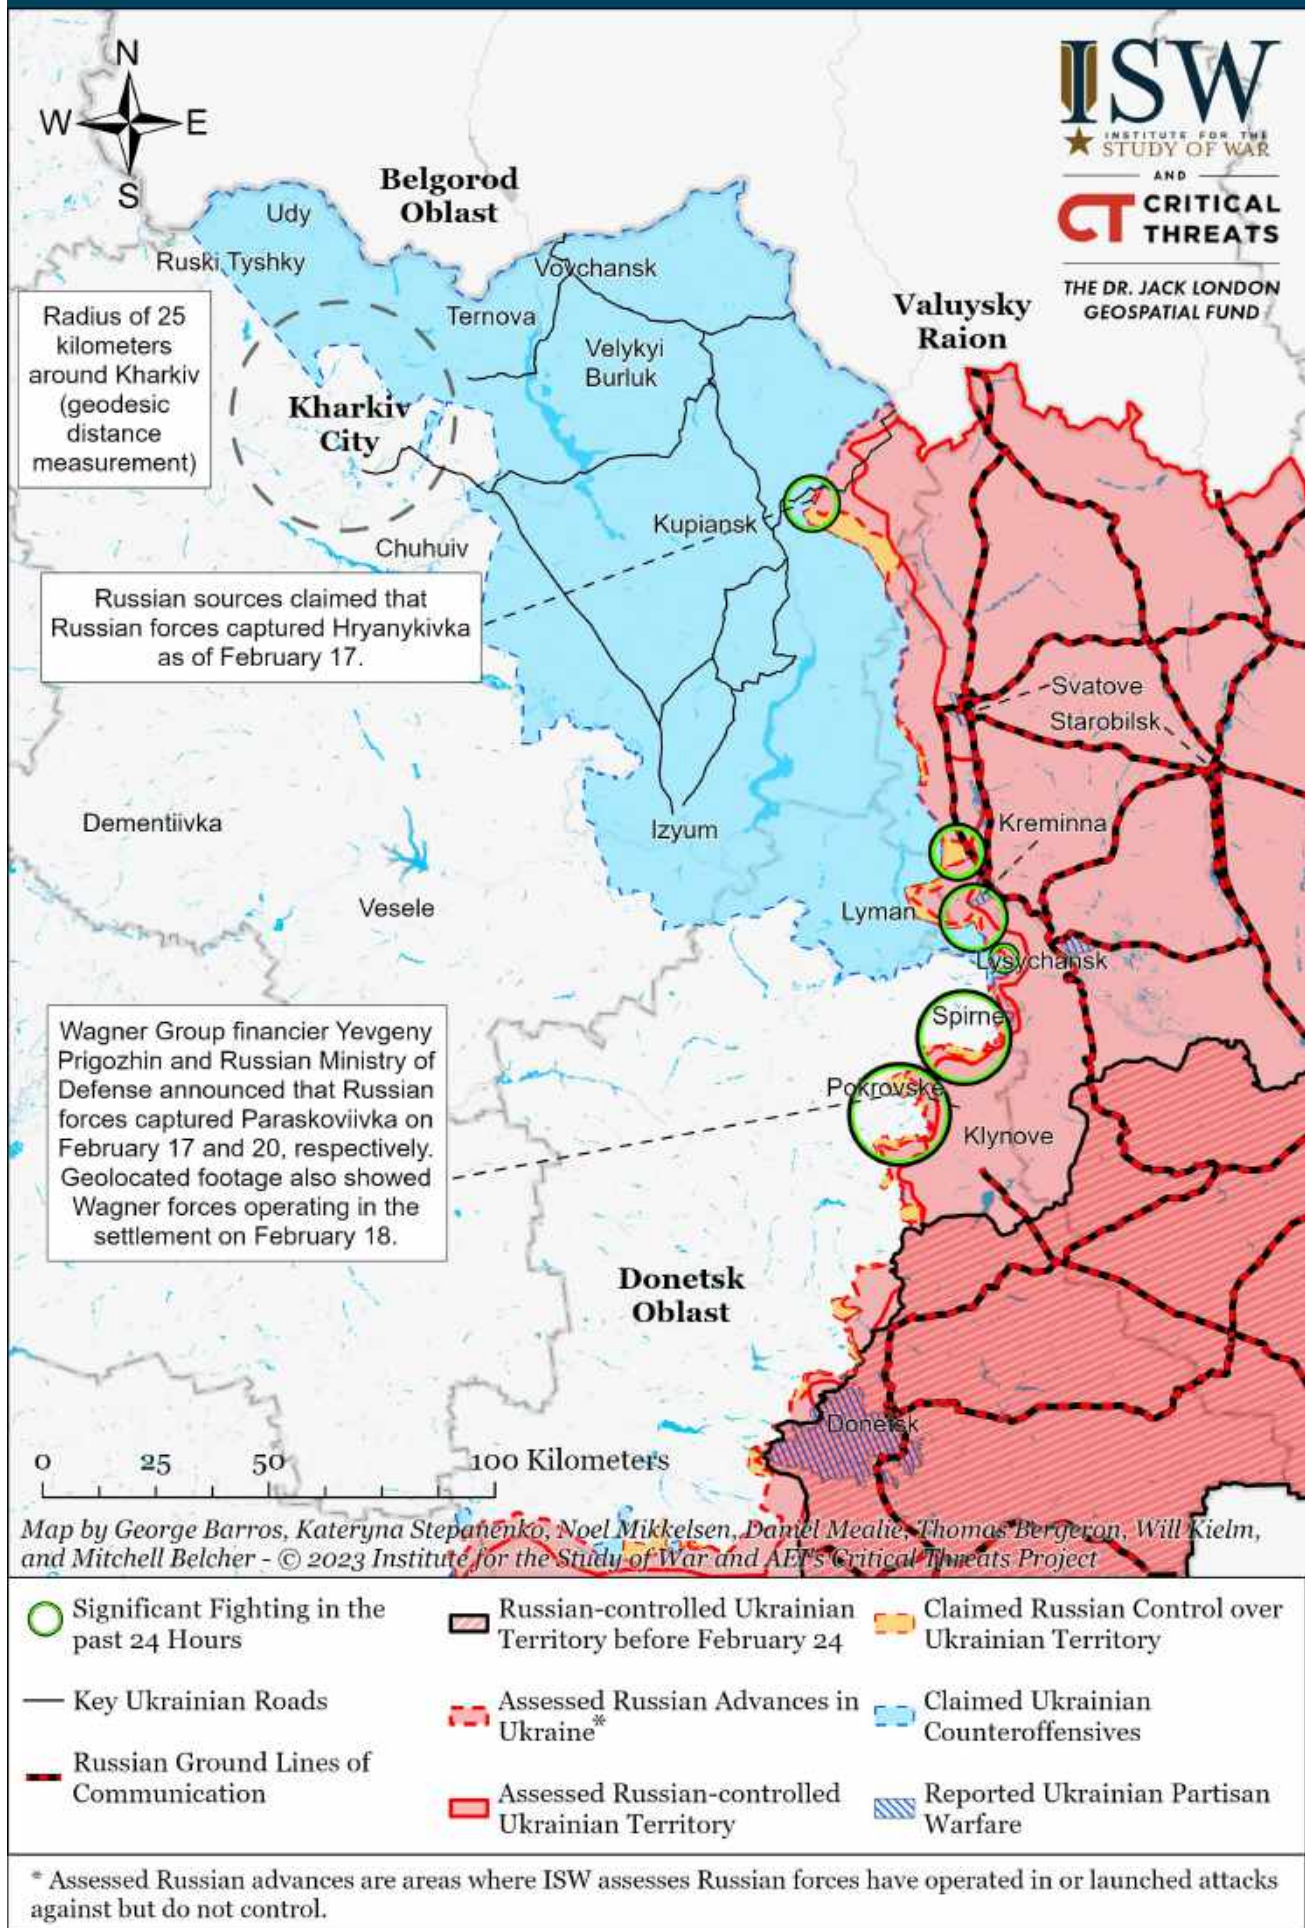 N
W
E
S
ISW
INSTITUTE FOR THE
STUDY OF WAR
AND
CT CRITICAL
THREATS
THE DR. JACK LONDON
GEOSPATIAL FUND
Belgorod
Oblast
Udy
Ruski Tyshky
Vovchansk
Ternova
Valuysky
Raion
Radius of 25
kilometers
around Kharkiv
(geodesic
distance
measurement)
Velykyi
Burluk
Kharkiv
City
Kupiansk
Chuhuiv
Russian sources claimed that
Russian forces captured Hryanykivka
as of February 17.
Svatove
Starobilsk
Dementiivka
Izyum
Kreminna
Vesele
Lyman
Lysychansk
Spirne
Wagner Group financier Yevgeny
Prigozhin and Russian Ministry of
Defense announced that Russian
forces captured Paraskoviivka on
February 17 and 20, respectively.
Geolocated footage also showed
Wagner forces operating in the
settlement on February 18.
Pokrovske
Klynove
Donetsk
Oblast
Donetsk
0 25 50 100 Kilometers
Map by George Barros, Kateryna Stepanenko, Noel Mikkelsen, Daniel Mealie, Thomas Bergeron, Will Kielm,
and Mitchell Belcher - © 2023 Institute for the Study of War and AEI's Critical Threats Project
Significant Fighting in the
past 24 Hours
Key Ukrainian Roads
Russian Ground Lines of
Communication
Russian-controlled Ukrainian
Territory before February 24
Assessed Russian Advances in
Ukraine*
Assessed Russian-controlled
Ukrainian Territory
Claimed Russian Control over
Ukrainian Territory
Claimed Ukrainian
Counteroffensives
Reported Ukrainian Partisan
Warfare
* Assessed Russian advances are areas where ISW assesses Russian forces have operated in or launched attacks
against but do not control.